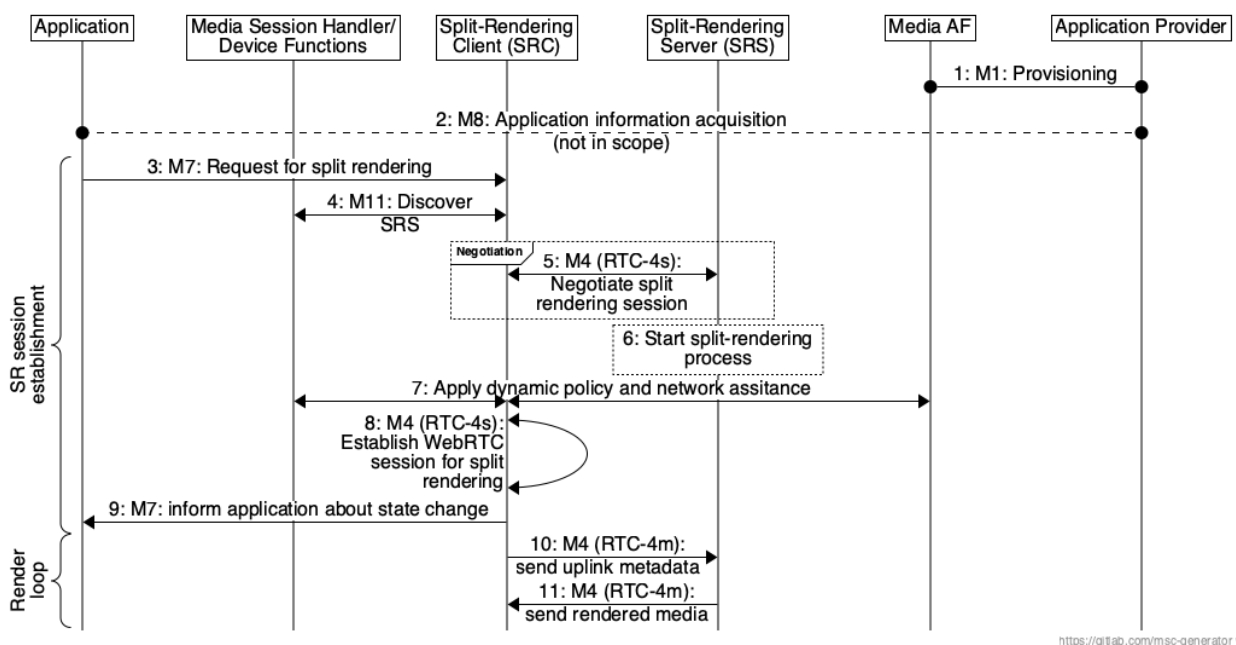 Application
Media Session Handler/
Device Functions
Split-Rendering
Client (SRC)
Split-Rendering
Server (SRS)
Media AF
Application Provider
1: M1: Provisioning
2: M8: Application information acquisition
(not in scope)
3: M7: Request for split rendering
4: M11: Discover
SRS
Negotiation
5: M4 (RTC-4s):
Negotiate split
rendering session
6: Start split-rendering
process
7: Apply dynamic policy and network assitance
8: M4 (RTC-4s):
Establish WebRTC
session for split
rendering
9: M7: inform application about state change
SR session
establishment
10: M4 (RTC-4m):
send uplink metadata
11: M4 (RTC-4m):
send rendered media
Render
loop
https://gitlab.com/msc-generator